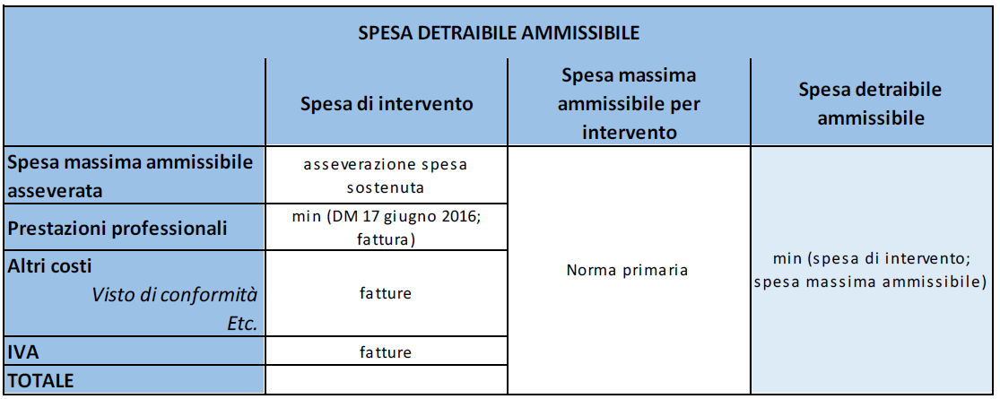 SPESA DETRAIBILE AMMISSIBILE
Spesa di intervento
Spesa massima
ammissibile per
intervento
Spesa detraibile
ammissibile
Spesa massima ammissibile
asseverata
asseverazione spesa
sostenuta
Prestazioni professionali
min (DM 17 giugno 2016;
fattura)
Altri costi
Visto di conformità
Etc.
fatture
IVA
fatture
TOTALE
Norma primaria
min (spesa di intervento;
spesa massima ammissibile)